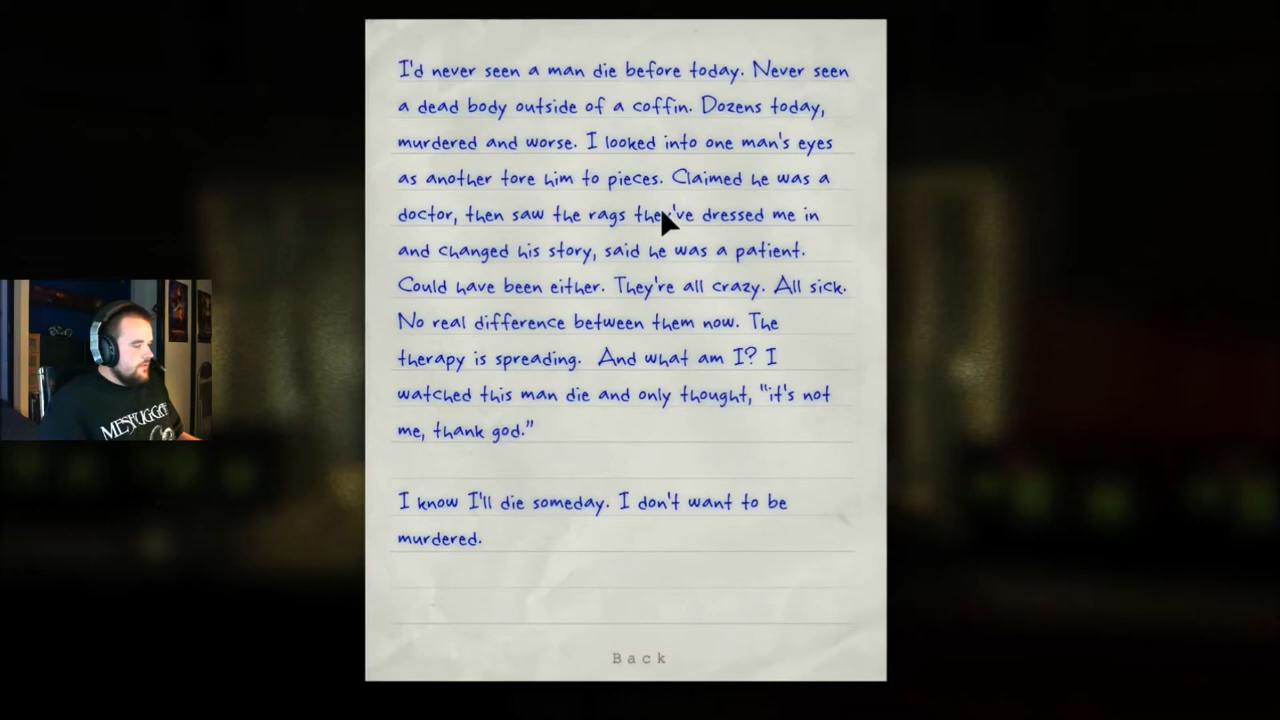 I'd never seen a man die before today. Never seen
a dead body outside of a coffin. Dozens today,
murdered and worse. I looked into one man's eyes
as another tore him to pieces. Claimed he was a
doctor, then saw the rags they've dressed me in
and changed his story, said he was a patient.
Could have been either. They're all crazy. All sick.
No real difference between them now. The
therapy is spreading. And what am I? I
watched this man die and only thought, "it's not
me, thank god."
I know I'll die someday. I don't want to be
murdered.
Back